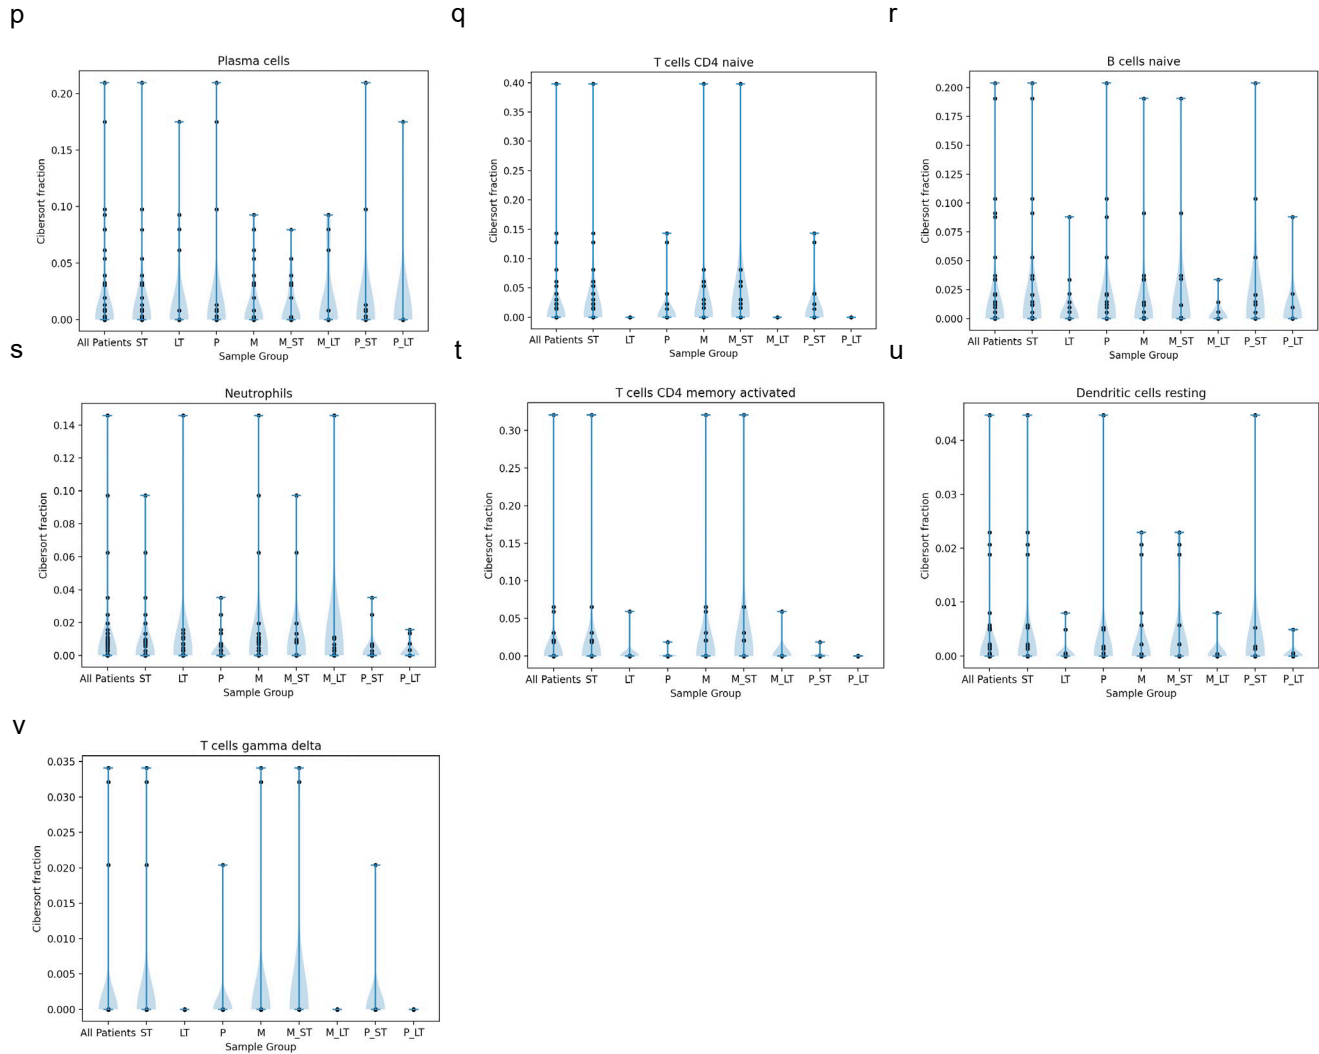 p
Plasma cells
Cibersort fraction
0.20
0.15
0.10
0.05
0.00
All Patients ST LT P M M_ST M_LT P_ST P_LT
Sample Group
q
T cells CD4 naive
Cibersort fraction
0.40
0.35
0.30
0.25
0.20
0.15
0.10
0.05
0.00
All Patients ST LT P M M_ST M_LT P_ST P_LT
Sample Group
r
B cells naive
Cibersort fraction
0.200
0.175
0.150
0.125
0.100
0.075
0.050
0.025
0.000
All Patients ST LT P M M_ST M_LT P_ST P_LT
Sample Group
s
Neutrophils
Cibersort fraction
0.14
0.12
0.10
0.08
0.06
0.04
0.02
0.00
All Patients ST LT P M M_ST M_LT P_ST P_LT
Sample Group
t
T cells CD4 memory activated
Cibersort fraction
0.30
0.25
0.20
0.15
0.10
0.05
0.00
All Patients ST LT P M M_ST M_LT P_ST P_LT
Sample Group
u
Dendritic cells resting
Cibersort fraction
0.04
0.03
0.02
0.01
0.00
All Patients ST LT P M M_ST M_LT P_ST P_LT
Sample Group
v
T cells gamma delta
Cibersort fraction
0.035
0.030
0.025
0.020
0.015
0.010
0.005
0.000
All Patients ST LT P M M_ST M_LT P_ST P_LT
Sample Group